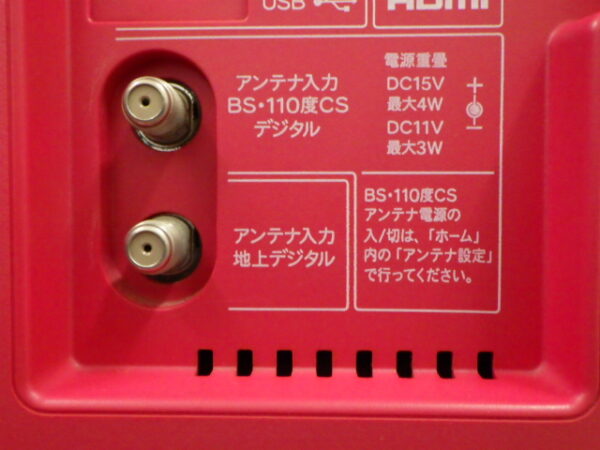 USB
HDMI
アンテナ入力
BS・110度CS
デジタル
電源重畳
DC15V
最大4W
DC11V
最大3W
アンテナ入力
地上デジタル
BS・110度CS
アンテナ電源の
入/切は、「ホーム」
内の「アンテナ設定」
で行ってください。